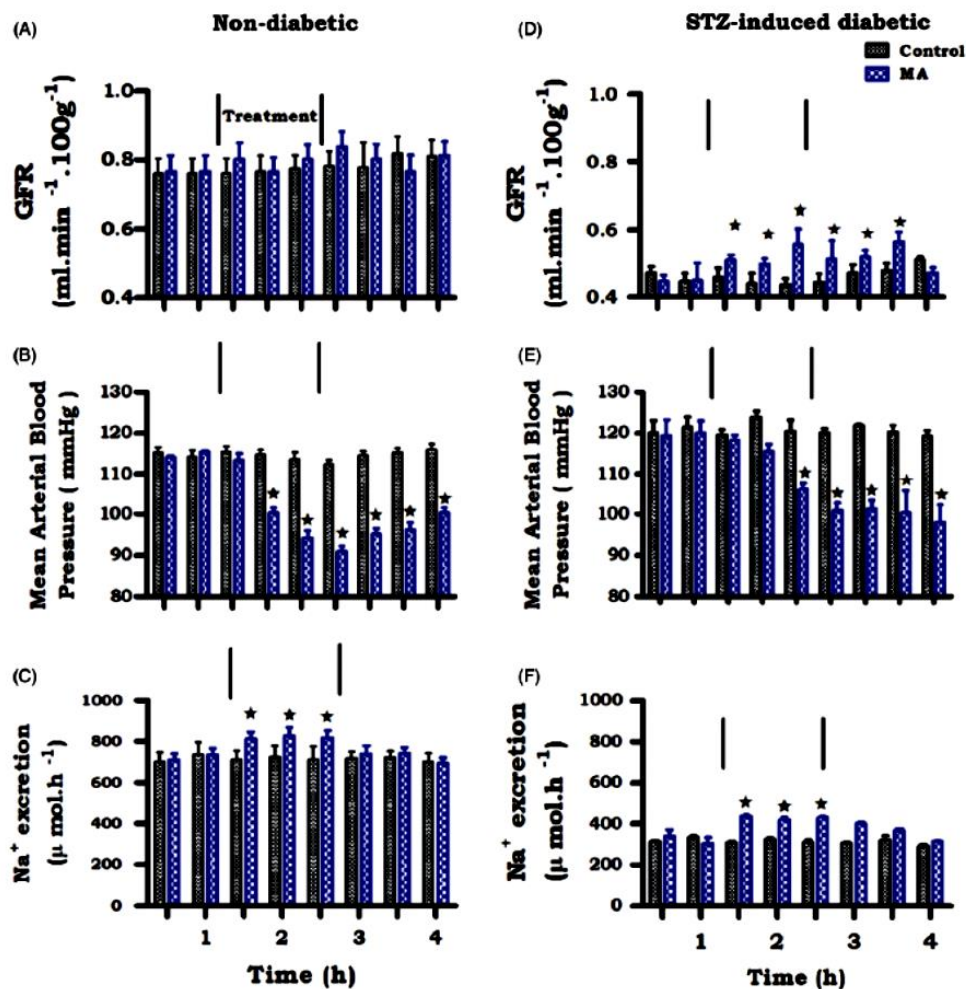 Non-diabetic
STZ-induced diabetic
Control
MA
(A)
GFR
(ml.min -1.100g-1)
1.0
0.8
0.6
0.4
Treatment
(D)
GFR
(ml.min -1.100g-1)
1.0
0.8
0.6
0.4
(B)
Mean Arterial Blood
Pressure ( mmHg )
130
120
110
100
90
80
(E)
Mean Arterial Blood
Pressure ( mmHg )
130
120
110
100
90
80
(C)
Na+ excretion
(μ mol.h -1)
1000
800
600
400
200
0
1 2 3 4
Time (h)
(F)
Na+ excretion
(μ mol.h -1)
1000
800
600
400
200
0
1 2 3 4
Time (h)